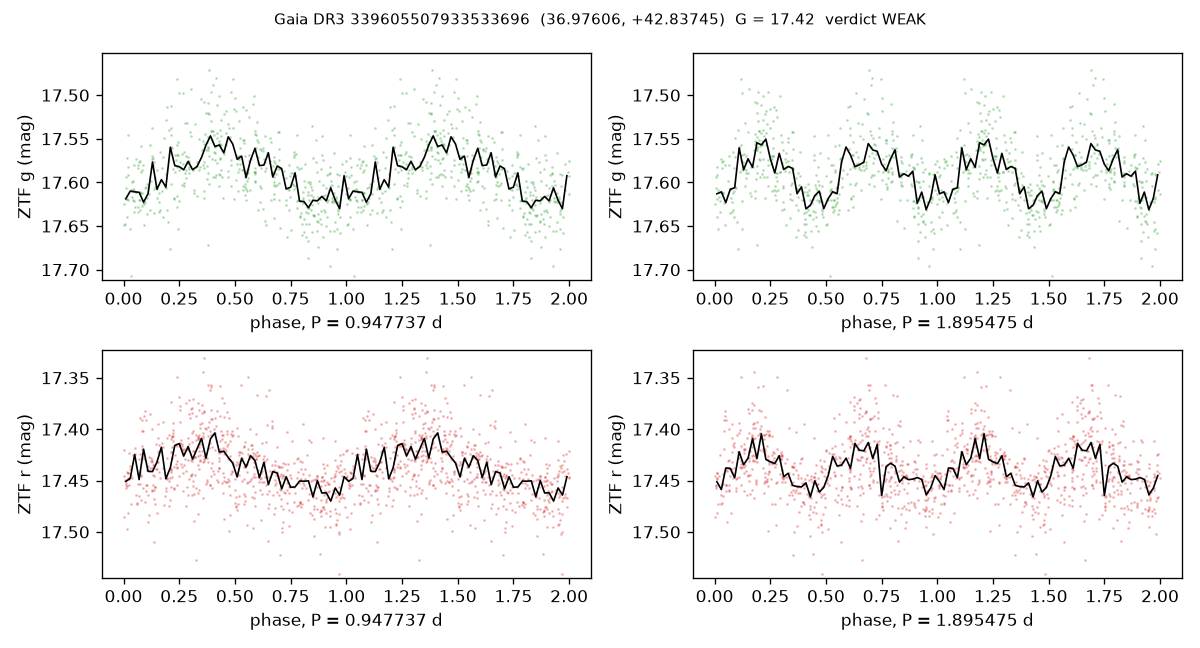 Gaia DR3 339605507933533696  (36.97606, +42.83745)  G = 17.42  verdict WEAK
ZTF g (mag)
17.50
17.55
17.60
17.65
17.70
0.00 0.25 0.50 0.75 1.00 1.25 1.50 1.75 2.00
phase, P = 0.947737 d
ZTF g (mag)
17.50
17.55
17.60
17.65
17.70
0.00 0.25 0.50 0.75 1.00 1.25 1.50 1.75 2.00
phase, P = 1.895475 d
ZTF r (mag)
17.35
17.40
17.45
17.50
0.00 0.25 0.50 0.75 1.00 1.25 1.50 1.75 2.00
phase, P = 0.947737 d
ZTF r (mag)
17.35
17.40
17.45
17.50
0.00 0.25 0.50 0.75 1.00 1.25 1.50 1.75 2.00
phase, P = 1.895475 d